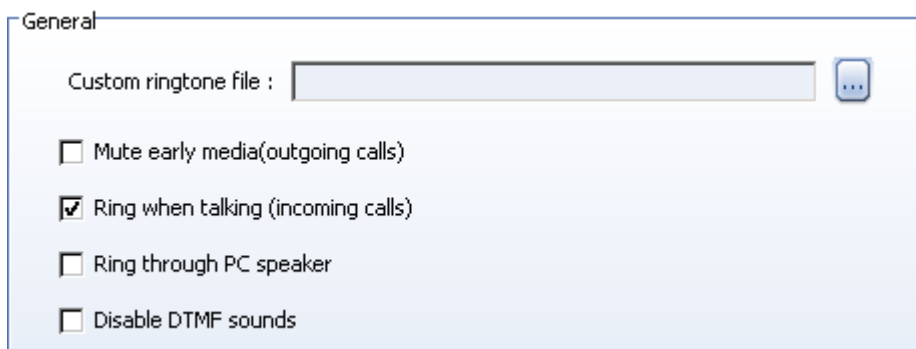 General
Custom ringtone file : ...
Mute early media(outgoing calls)
Ring when talking (incoming calls)
Ring through PC speaker
Disable DTMF sounds